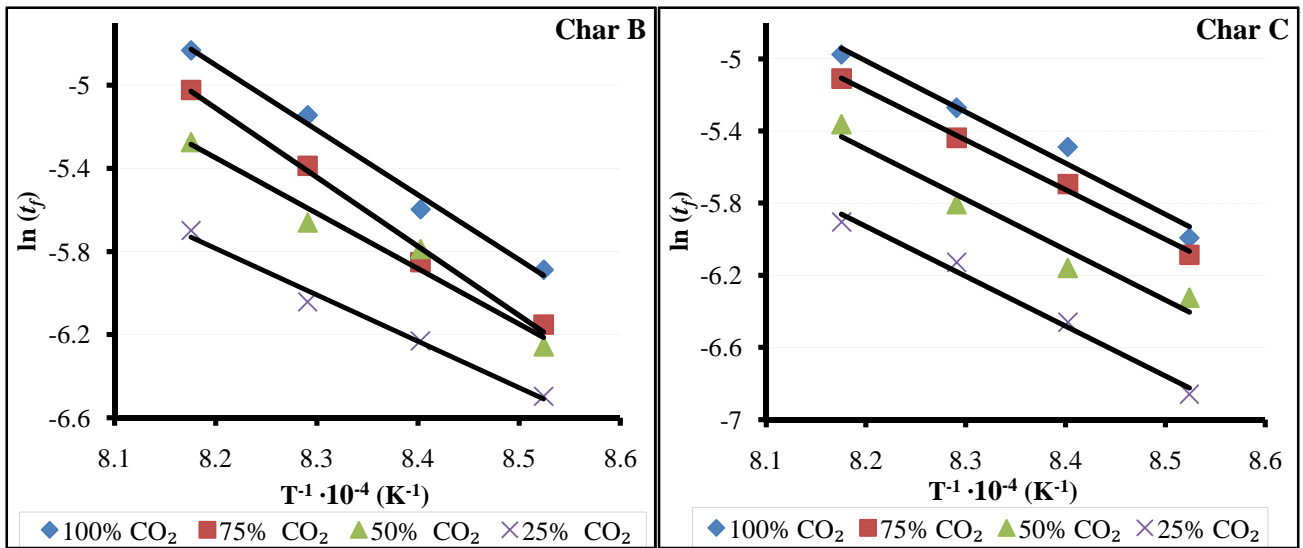 Char B
ln (t_f)
-5
-5.4
-5.8
-6.2
-6.6
8.1 8.2 8.3 8.4 8.5 8.6
T⁻¹ ·10⁻⁴ (K⁻¹)
100% CO₂ 75% CO₂ 50% CO₂ 25% CO₂
Char C
ln (t_f)
-5
-5.4
-5.8
-6.2
-6.6
-7
8.1 8.2 8.3 8.4 8.5 8.6
T⁻¹ ·10⁻⁴ (K⁻¹)
100% CO₂ 75% CO₂ 50% CO₂ 25% CO₂